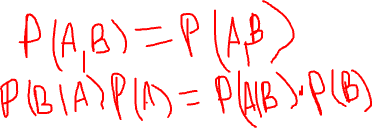 P(A,B) = P(A,B)
P(B|A) P(A) = P(A|B) · P(B)